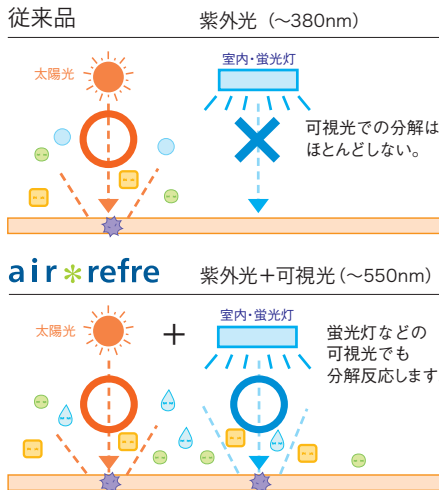 従来品
紫外光（～380nm）
太陽光
室内・蛍光灯
可視光での分解は
ほとんどしない。
air*refre
紫外光＋可視光（～550nm）
太陽光
+
室内・蛍光灯
蛍光灯などの
可視光でも
分解反応します